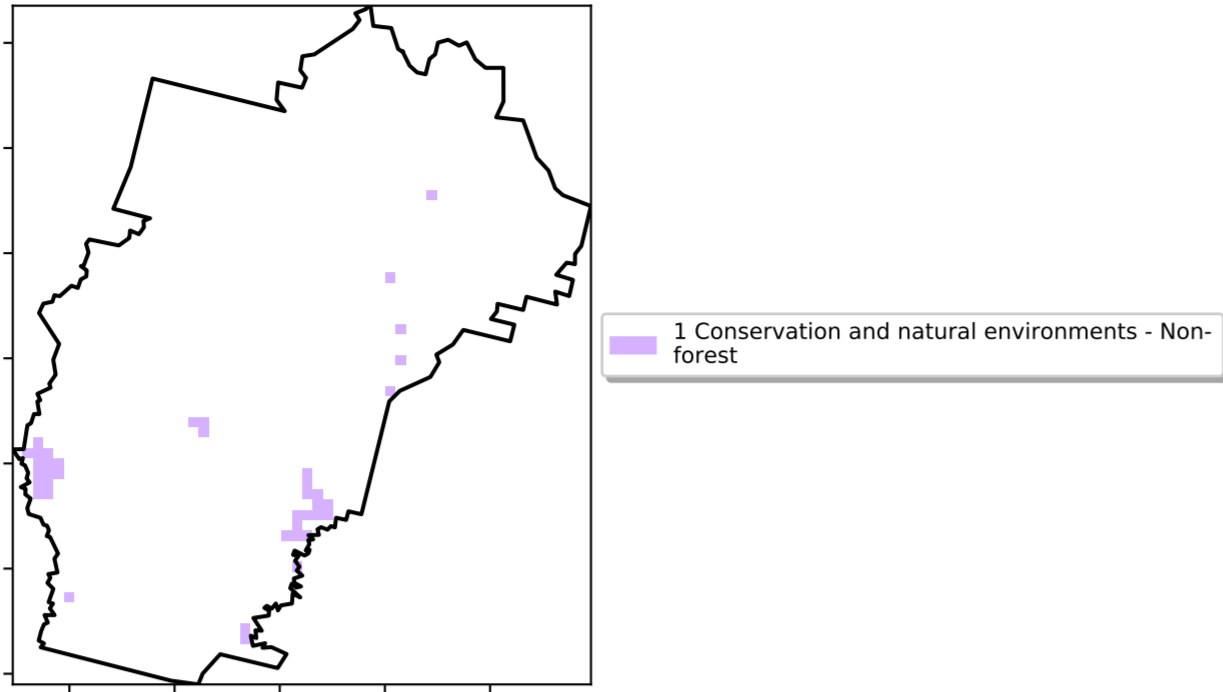 1 Conservation and natural environments - Non-
forest